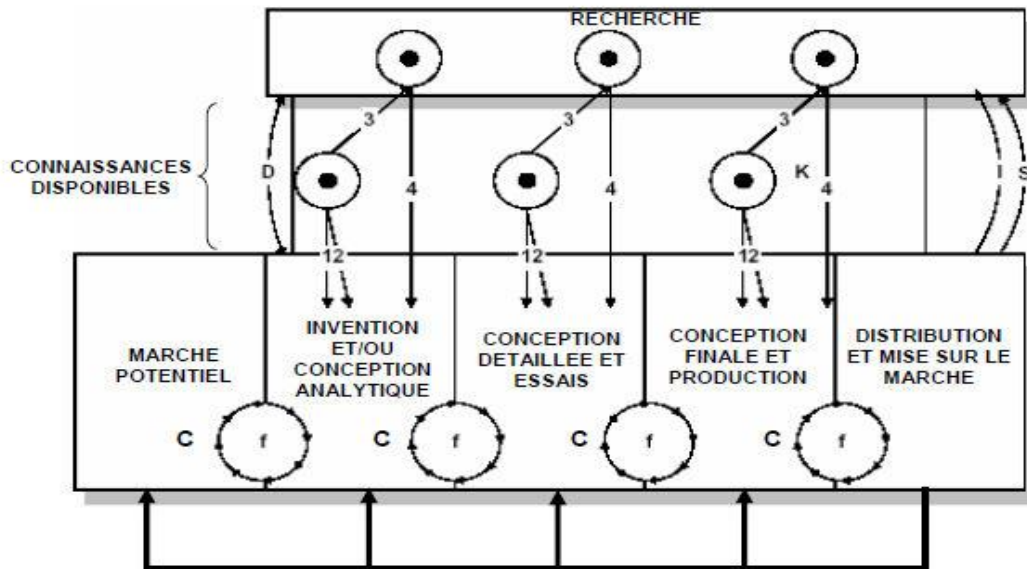 RECHERCHE
3
3
3
CONNAISSANCES
DISPONIBLES
D
4
4
K
4
I
S
12
12
12
MARCHE
POTENTIEL
INVENTION
ET/OU
CONCEPTION
ANALYTIQUE
CONCEPTION
DETAILLEE ET
ESSAIS
CONCEPTION
FINALE ET
PRODUCTION
DISTRIBUTION
ET MISE SUR LE
MARCHE
C
f
C
f
C
f
C
f